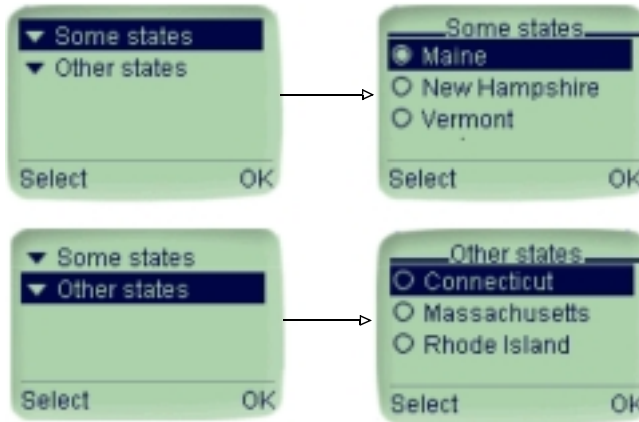 Some states
Other states
Select OK
Some states
Maine
New Hampshire
Vermont
Select OK
Some states
Other states
Select OK
Other states
Connecticut
Massachusetts
Rhode Island
Select OK